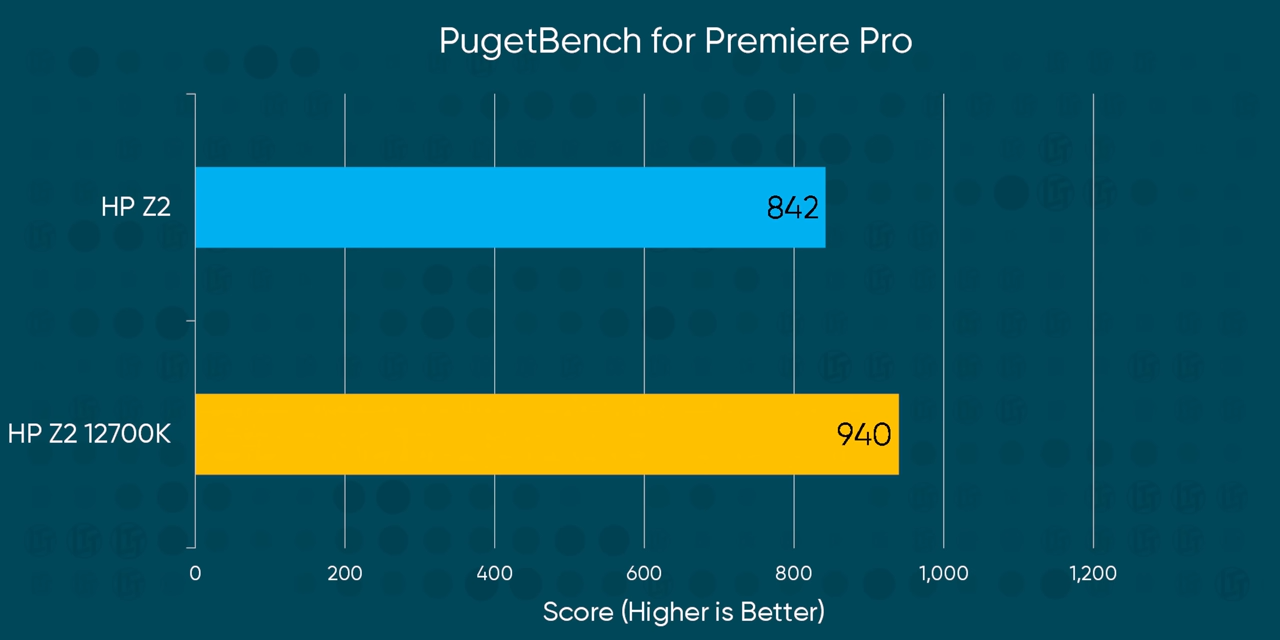 PugetBench for Premiere Pro
HP Z2
842
HP Z2 12700K
940
0 200 400 600 800 1,000 1,200
Score (Higher is Better)